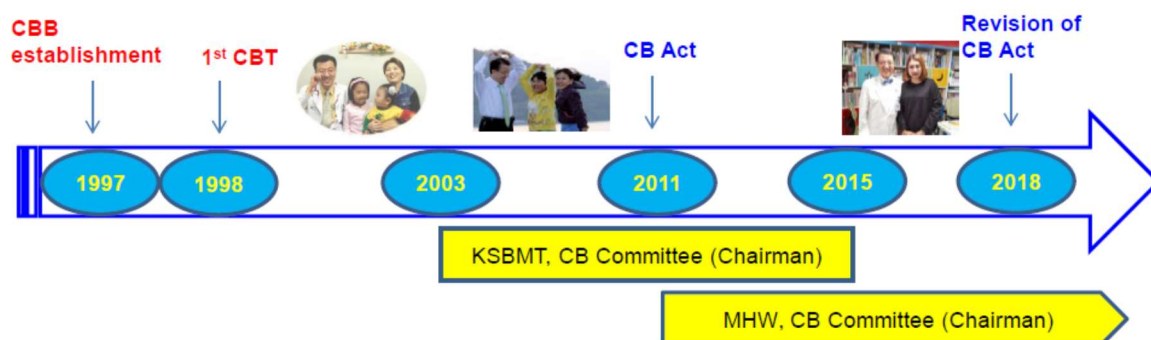 CBB
establishment
1st CBT
CB Act
Revision of
CB Act
1997
1998
2003
2011
2015
2018
KSBMT, CB Committee (Chairman)
MHW, CB Committee (Chairman)